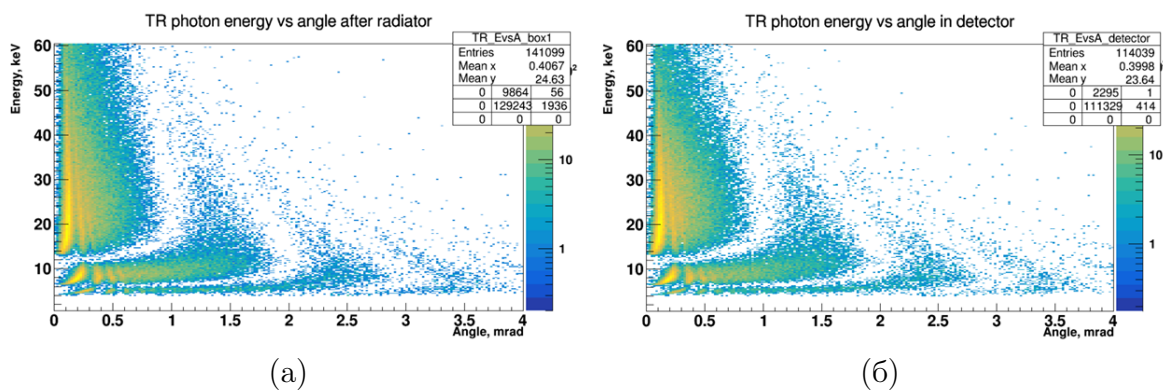 TR photon energy vs angle after radiator
TR_EvsA_box1
Entries 141099
Mean x 0.4067
Mean y 24.63
0 9864 56
0 129243 1936
0 0 0
Energy, keV
60
50
40
30
20
10
0 0.5 1 1.5 2 2.5 3 3.5 4
Angle, mrad
10²
10
1
(а)
TR photon energy vs angle in detector
TR_EvsA_detector
Entries 114039
Mean x 0.3998
Mean y 23.64
0 2295 1
0 111329 414
0 0 0
Energy, keV
60
50
40
30
20
10
0 0.5 1 1.5 2 2.5 3 3.5 4
Angle, mrad
10
1
(б)